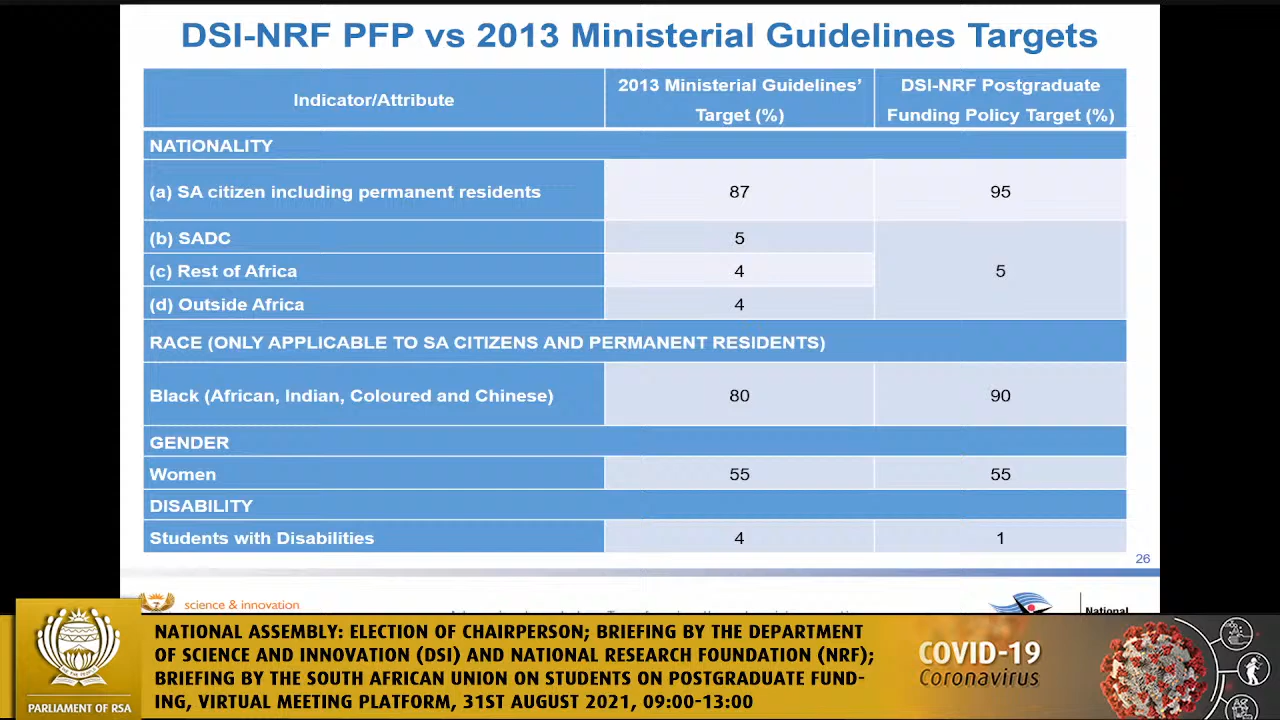 DSI-NRF PFP vs 2013 Ministerial Guidelines Targets
Indicator/Attribute
2013 Ministerial Guidelines’
Target (%)
DSI-NRF Postgraduate
Funding Policy Target (%)
NATIONALITY
(a) SA citizen including permanent residents 87 95
(b) SADC 5
(c) Rest of Africa 4 5
(d) Outside Africa 4
RACE (ONLY APPLICABLE TO SA CITIZENS AND PERMANENT RESIDENTS)
Black (African, Indian, Coloured and Chinese) 80 90
GENDER
Women 55 55
DISABILITY
Students with Disabilities 4 1
26
science & innovation
National
NATIONAL ASSEMBLY: ELECTION OF CHAIRPERSON; BRIEFING BY THE DEPARTMENT
OF SCIENCE AND INNOVATION (DSI) AND NATIONAL RESEARCH FOUNDATION (NRF);
BRIEFING BY THE SOUTH AFRICAN UNION ON STUDENTS ON POSTGRADUATE FUND-
ING, VIRTUAL MEETING PLATFORM, 31ST AUGUST 2021, 09:00-13:00
PARLIAMENT OF RSA
COVID-19
Coronavirus